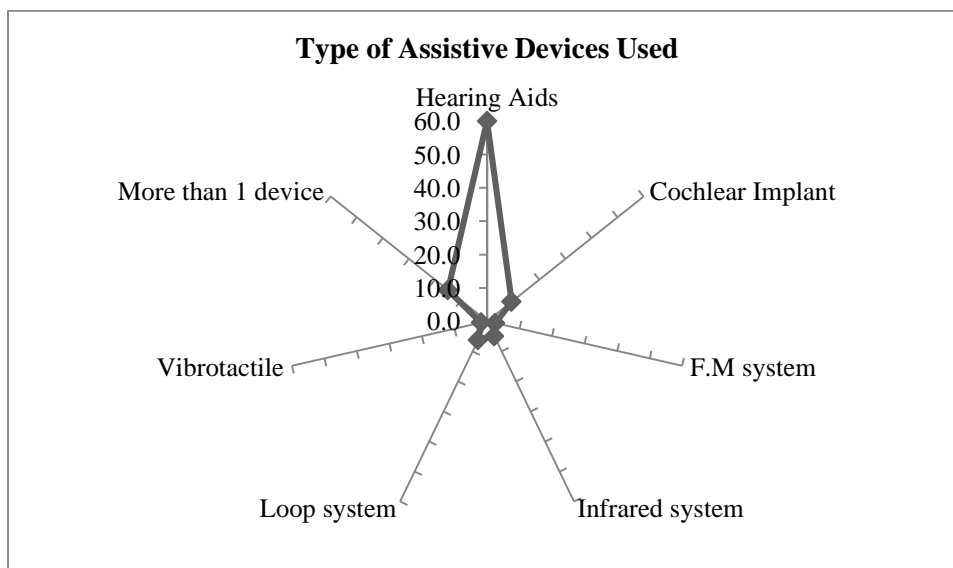 Type of Assistive Devices Used
Hearing Aids
60.0
50.0
40.0
30.0
20.0
10.0
0.0
More than 1 device
Cochlear Implant
Vibrotactile
F.M system
Loop system
Infrared system